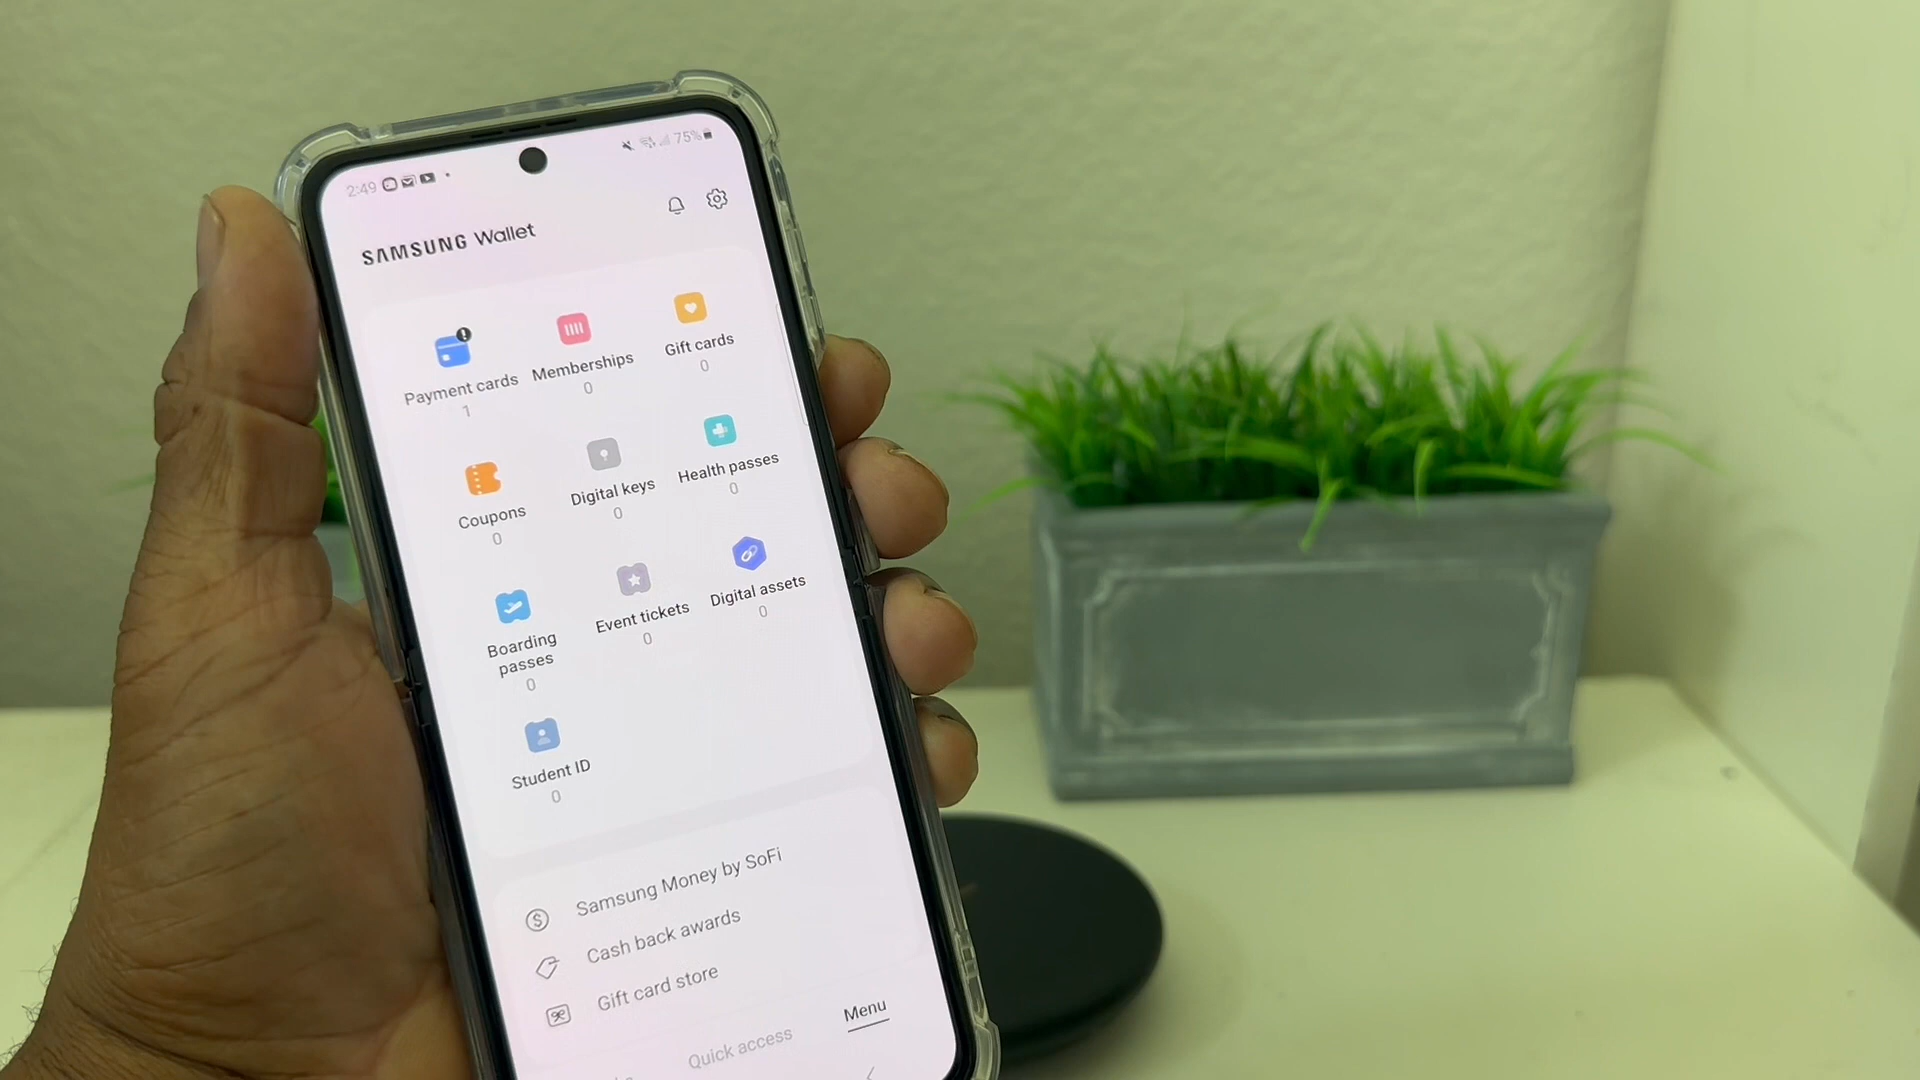 2:49
75%
SAMSUNG Wallet
Payment cards
1
Memberships
0
Gift cards
0
Coupons
0
Digital keys
0
Health passes
0
Boarding
passes
0
Event tickets
0
Digital assets
0
Student ID
0
Samsung Money by SoFi
Cash back awards
Gift card store
Quick access
Menu